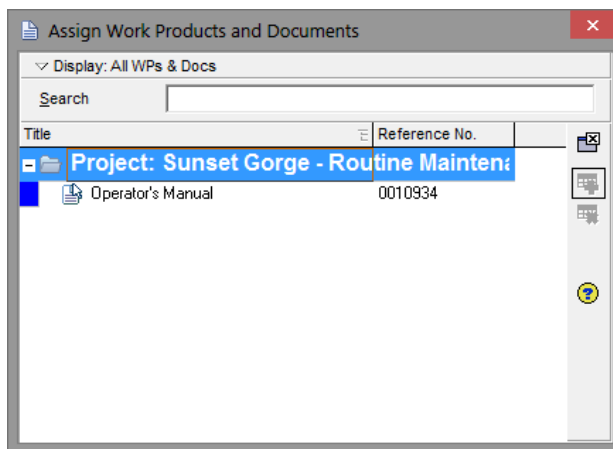 Assign Work Products and Documents
Display: All WPs & Docs
Search
Title Reference No.
Project: Sunset Gorge - Routine
Operator's Manual 0010934